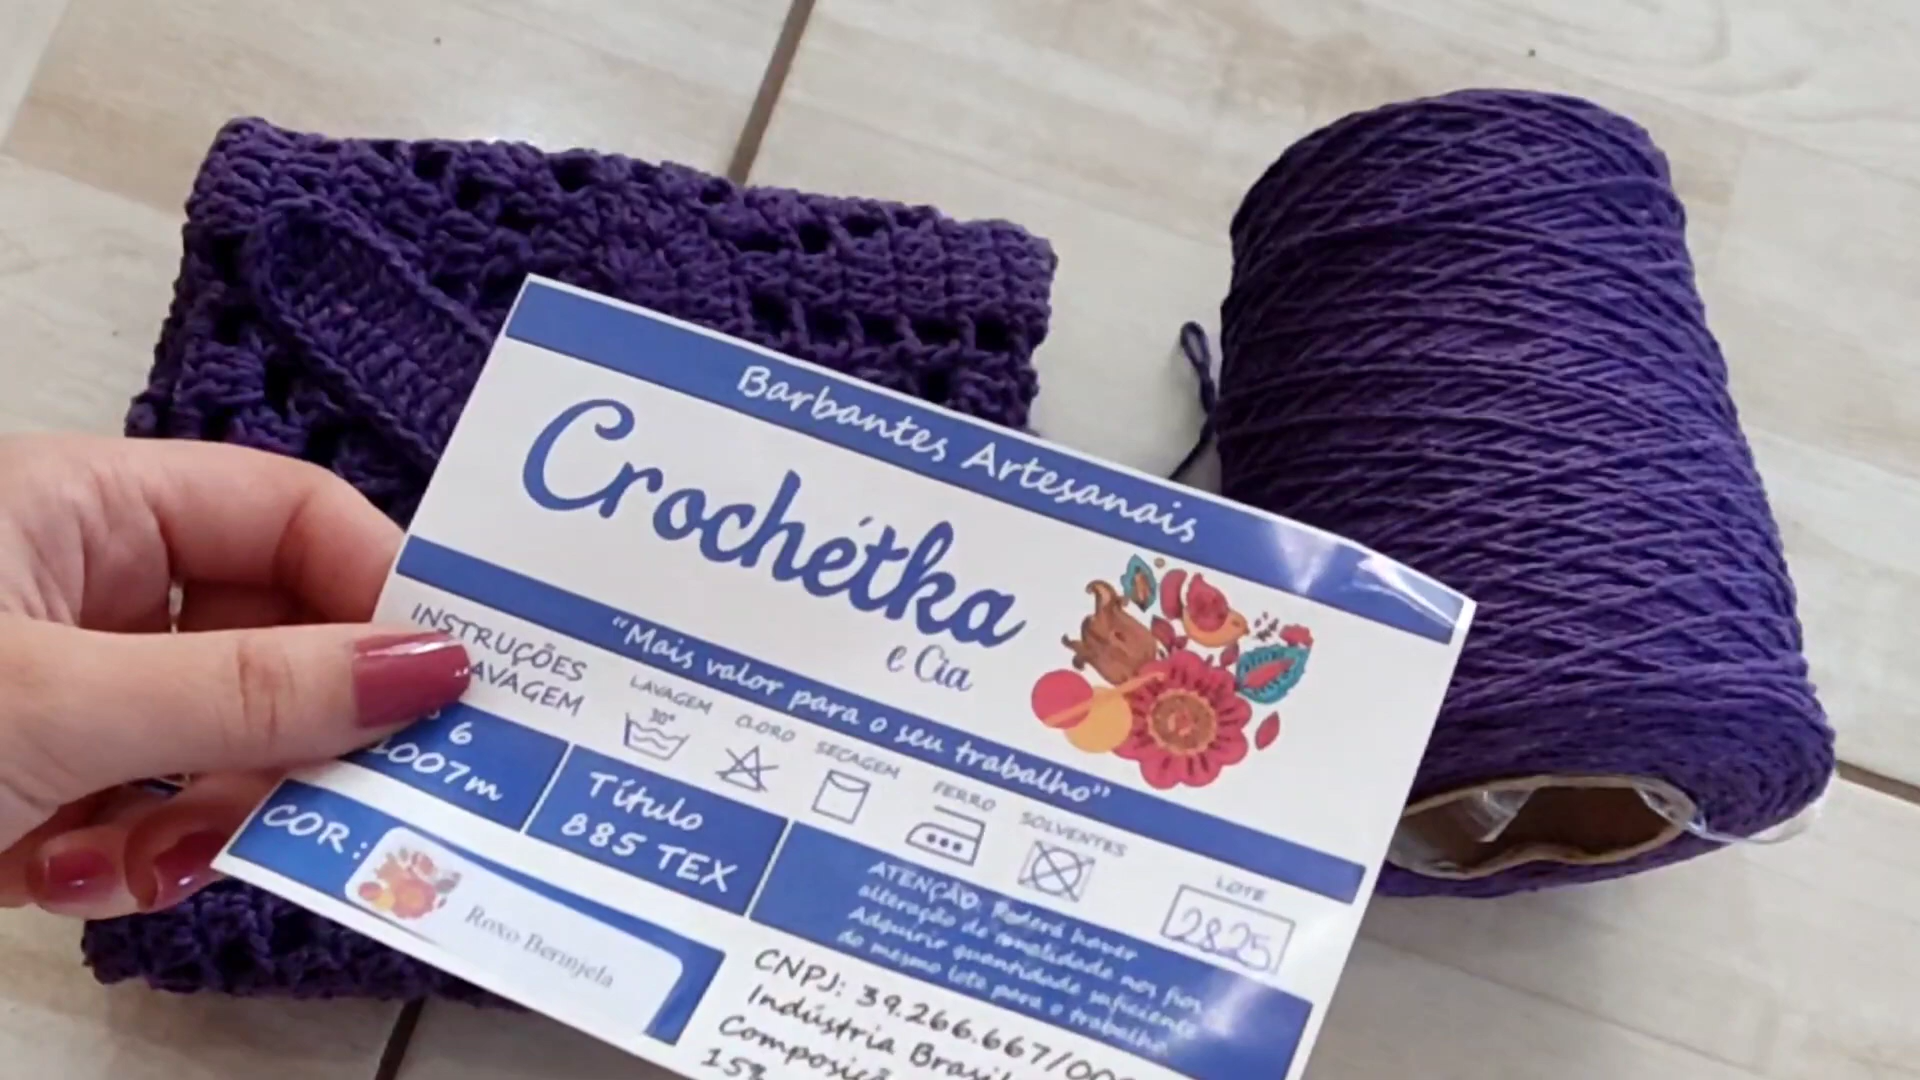 Barbantes Artesanais
Crochétka
e Cia
"Mais valor para o seu trabalho"
INSTRUÇÕES
LAVAGEM
LAVAGEM
30°
CLORO
SECAGEM
FERRO
SOLVENTES
LOTE
2825
6
1007m
Título
885 TEX
ATENÇÃO: Poderá haver
alteração de tonalidade nos fios
Adquirir quantidade suficiente
do mesmo lote para o trabalho.
COR:
Roxo Berinjela
CNPJ: 39.266.667/00
Indústria Brasil
Composiçã
15%